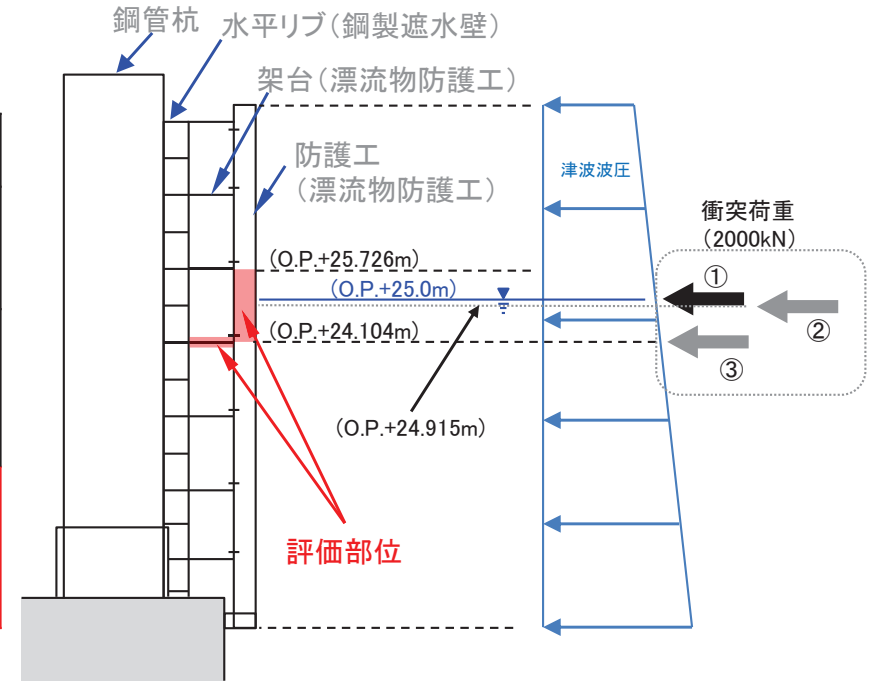 鋼管杭
水平リブ(鋼製遮水壁)
架台(漂流物防護工)
防護工
(漂流物防護工)
津波波圧
衝突荷重
(2000kN)
(O.P.+25.726m)
(O.P.+25.0m)
①
②
(O.P.+24.104m)
③
(O.P.+24.915m)
評価部位